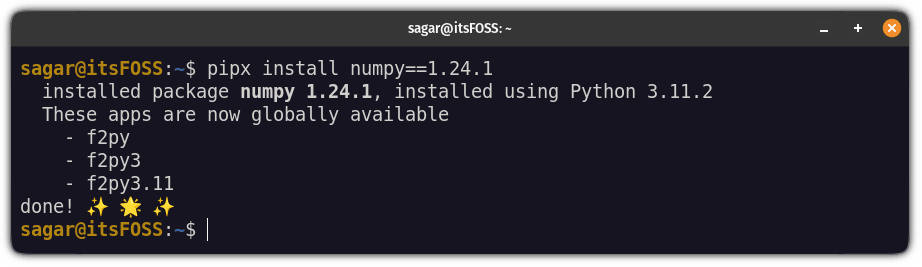 sagar@itsFOSS: ~
sagar@itsFOSS:~$ pipx install numpy==1.24.1
  installed package numpy 1.24.1, installed using Python 3.11.2
  These apps are now globally available
    - f2py
    - f2py3
    - f2py3.11
done! ✨ 🌟 ✨
sagar@itsFOSS:~$